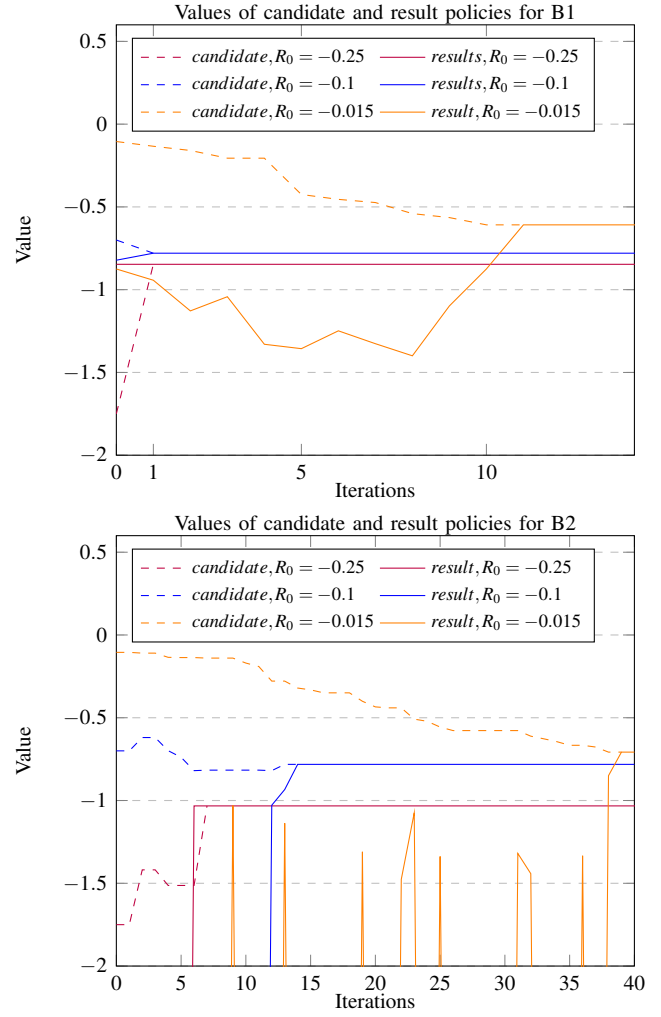 Values of candidate and result policies for B1
candidate, R₀ = −0.25 results, R₀ = −0.25
candidate, R₀ = −0.1 results, R₀ = −0.1
candidate, R₀ = −0.015 result, R₀ = −0.015
0.5
0
−0.5
−1
−1.5
−2
Value
0 1 5 10
Iterations
Values of candidate and result policies for B2
candidate, R₀ = −0.25 result, R₀ = −0.25
candidate, R₀ = −0.1 result, R₀ = −0.1
candidate, R₀ = −0.015 result, R₀ = −0.015
0.5
0
−0.5
−1
−1.5
−2
Value
0 5 10 15 20 25 30 35 40
Iterations